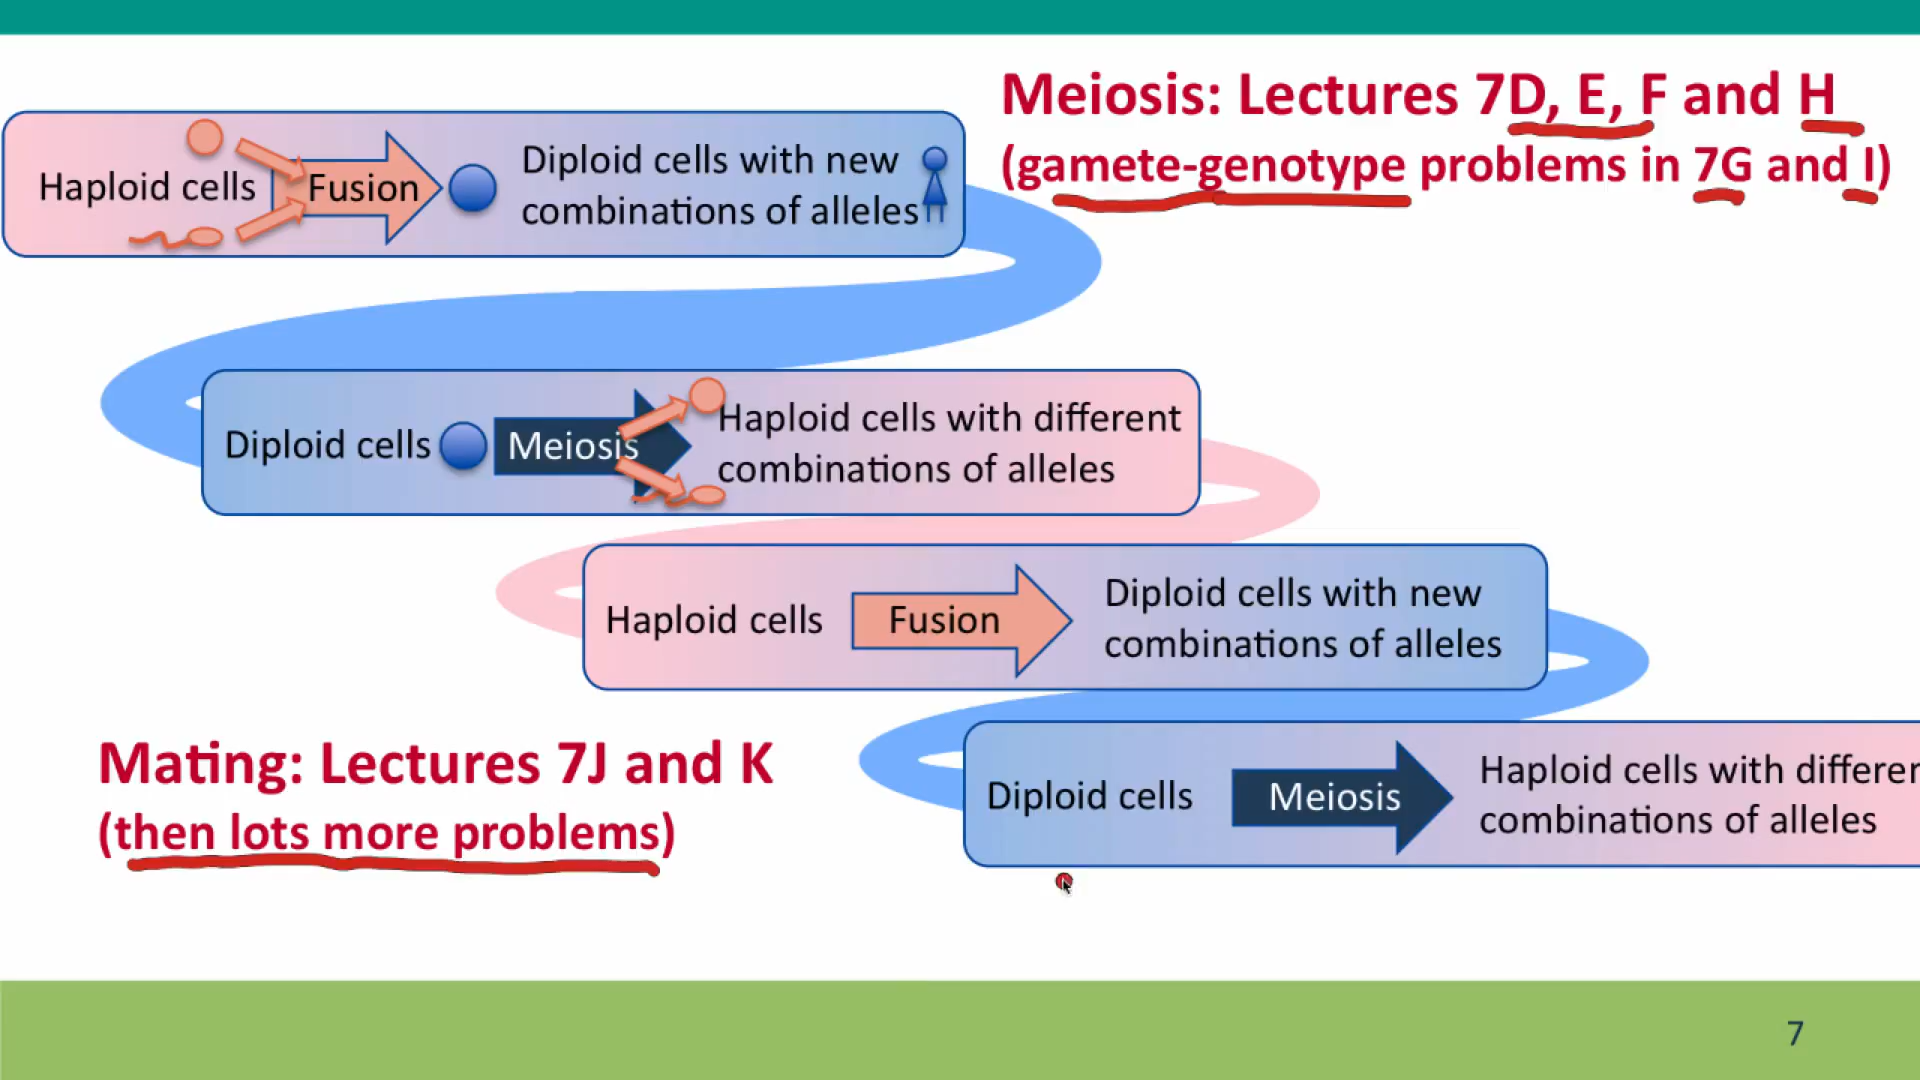 Meiosis: Lectures 7D, E, F and H
(gamete-genotype problems in 7G and I)
Haploid cells
Fusion
Diploid cells with new
combinations of alleles
Diploid cells
Meiosis
Haploid cells with different
combinations of alleles
Haploid cells
Fusion
Diploid cells with new
combinations of alleles
Mating: Lectures 7J and K
(then lots more problems)
Diploid cells
Meiosis
Haploid cells with differen
combinations of alleles
7